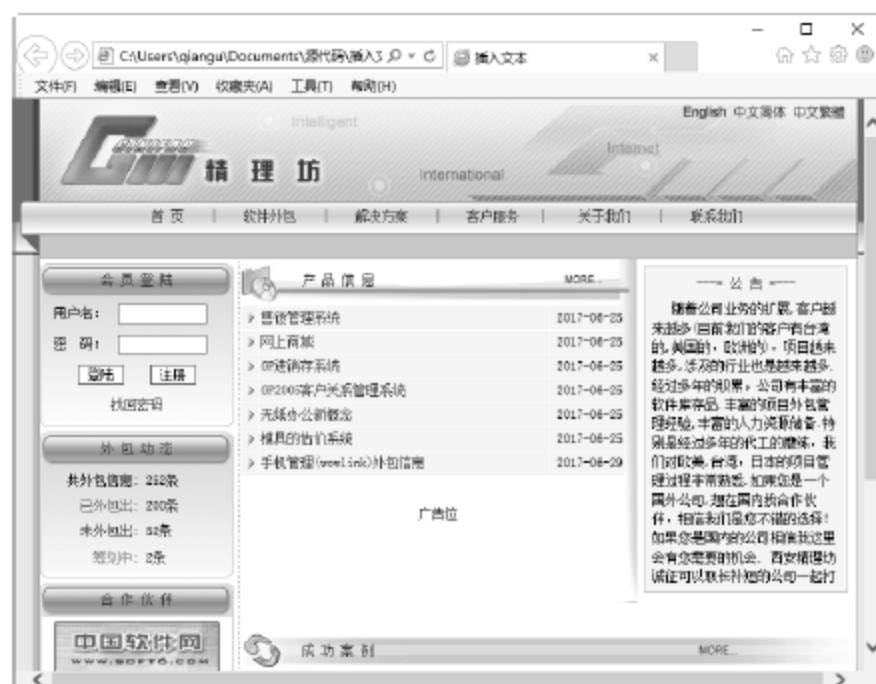 C:\Users\qiangu\Documents\源代码\插入3
插入文本
文件(F) 编辑(E) 查看(V) 收藏夹(A) 工具(T) 帮助(H)
English 中文简体 中文繁體
Intelligent
Internet
International
精理坊
首页 | 软件外包 | 解决方案 | 客户服务 | 关于我们 | 联系我们
会员登陆
用户名:
密 码:
登陆 注册
找回密码
外包动态
共外包信息: 252条
已外包出: 200条
未外包出: 52条
筹划中: 2条
合作伙伴
中国软件网
WWW.SOFT6.COM
产品信息 MORE...
售后管理系统 2017-06-25
网上商城 2017-06-25
GP进销存系统 2017-06-25
GP2005客户关系管理系统 2017-06-25
无纸办公新概念 2017-06-25
模具的估价系统 2017-06-25
手机管理(wowlink)外包信息 2017-06-29
广告位
成功案例 MORE...
公告
随着公司业务的扩展,客户越
来越多(目前我们的客户有台湾
的,美国的,欧洲的),项目越来
越多,涉及的行业也是越来越多.
经过多年的积累,公司有丰富的
软件库存品,丰富的项目外包管
理经验,丰富的人力资源储备.特
别是经过多年的代工的磨练,我
们对欧美,台湾,日本的项目管
理过程非常熟悉.如果您是一个
国外公司,想在国内找合作伙
伴,相信我们是您不错的选择!
如果您是国内的公司相信我这里
会有您需要的机会. 西安精理坊
诚征可以取长补短的公司一起打